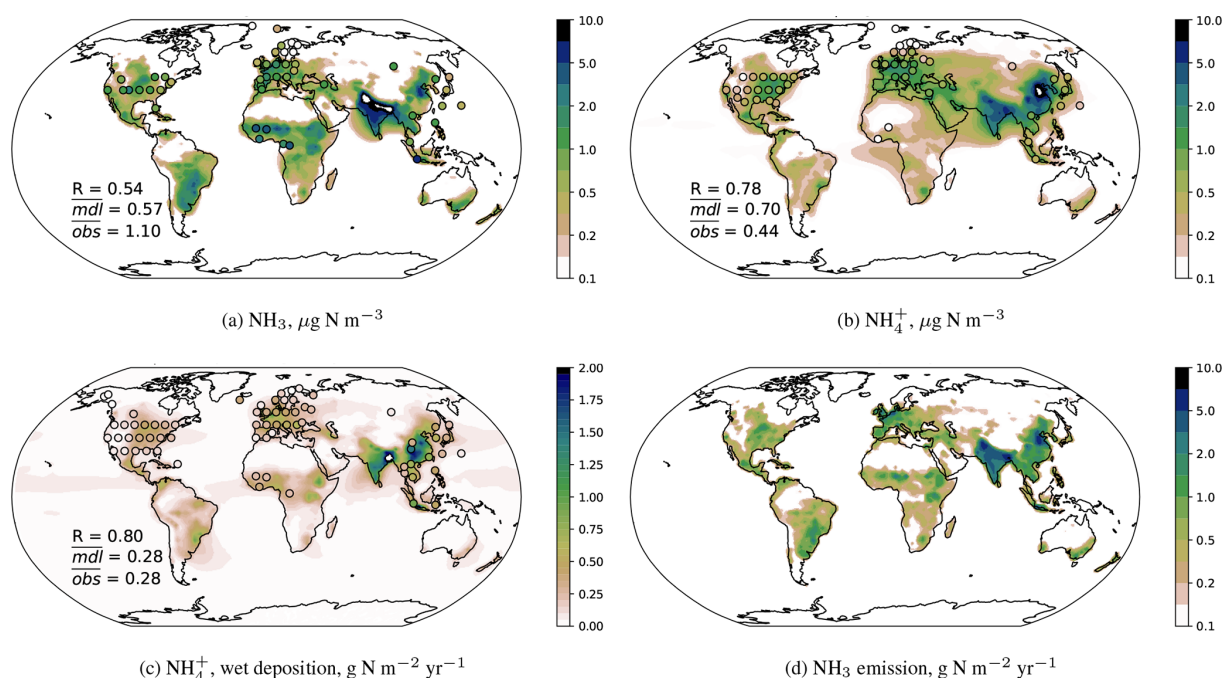 10.0
5.0
2.0
1.0
0.5
0.2
0.1
R = 0.54
mdl = 0.57
obs = 1.10
(a) NH₃, μg N m⁻³
10.0
5.0
2.0
1.0
0.5
0.2
0.1
R = 0.78
mdl = 0.70
obs = 0.44
(b) NH₄⁺, μg N m⁻³
2.00
1.75
1.50
1.25
1.00
0.75
0.50
0.25
0.00
R = 0.80
mdl = 0.28
obs = 0.28
(c) NH₄⁺, wet deposition, g N m⁻² yr⁻¹
10.0
5.0
2.0
1.0
0.5
0.2
0.1
(d) NH₃ emission, g N m⁻² yr⁻¹